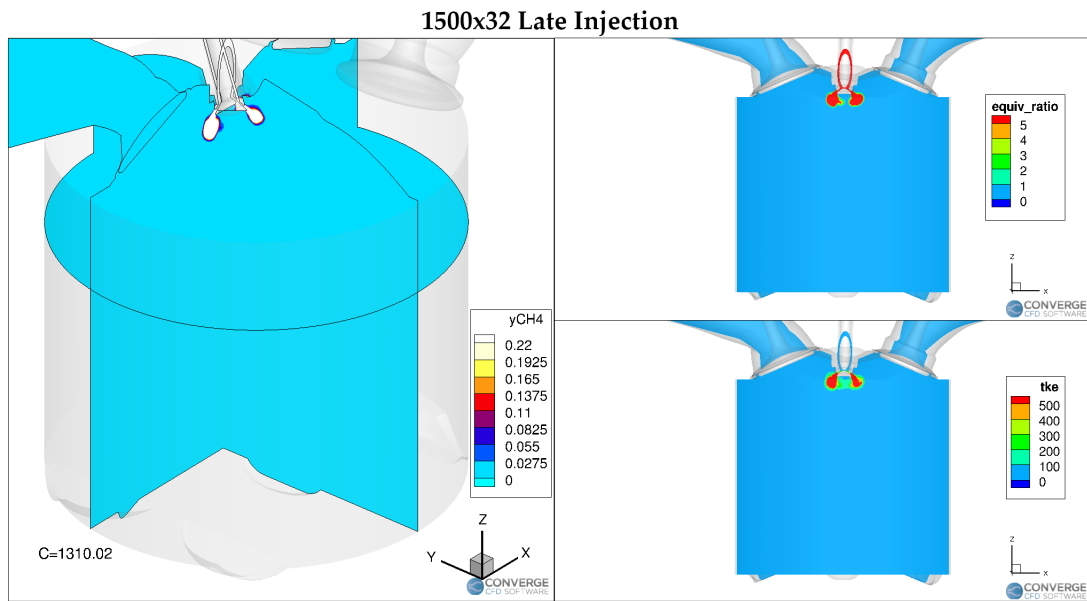 1500x32 Late Injection
yCH4
0.22
0.1925
0.165
0.1375
0.11
0.0825
0.055
0.0275
0
C=1310.02
Z
Y
X
CONVERGE
CFD SOFTWARE
equiv_ratio
5
4
3
2
1
0
z
x
CONVERGE
CFD SOFTWARE
tke
500
400
300
200
100
0
z
x
CONVERGE
CFD SOFTWARE